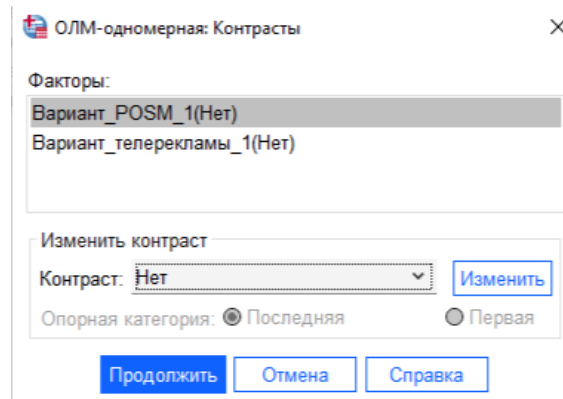 ОЛМ-одномерная: Контрасты
Факторы:
Вариант_POSM_1(Нет)
Вариант_телерекламы_1(Нет)
Изменить контраст
Контраст: Нет Изменить
Опорная категория: Последняя Первая
Продолжить Отмена Справка